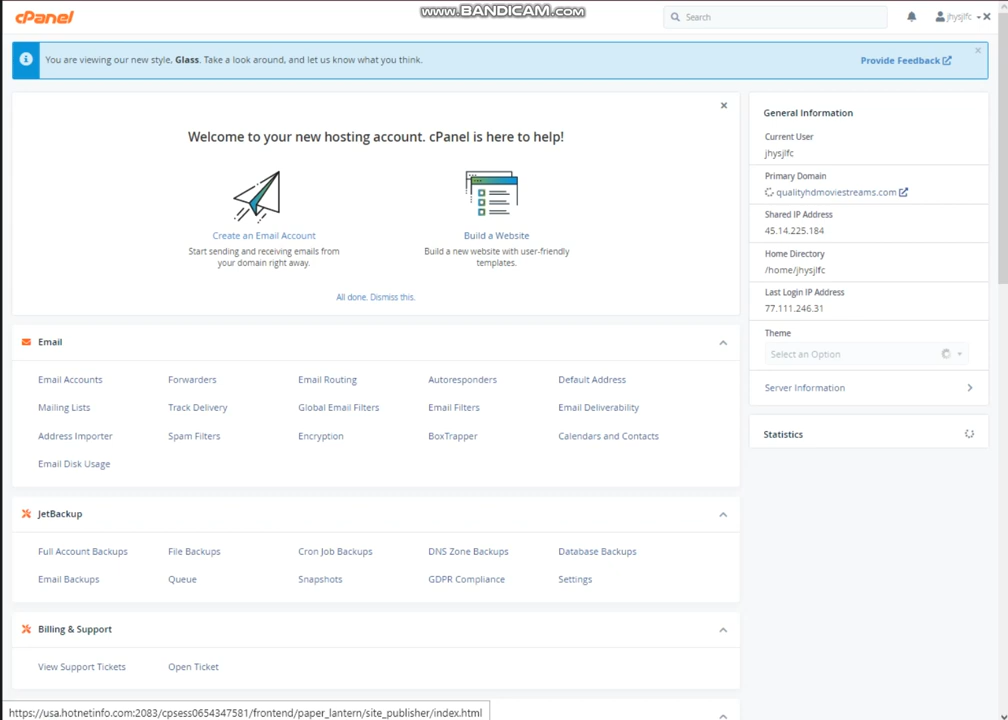 cPanel
www.BANDICAM.com
Search
jhysjlfc
You are viewing our new style, Glass. Take a look around, and let us know what you think.
Provide Feedback
Welcome to your new hosting account. cPanel is here to help!
Create an Email Account
Start sending and receiving emails from
your domain right away.
Build a Website
Build a new website with user-friendly
templates.
All done. Dismiss this.
Email
Email Accounts Forwarders Email Routing Autoresponders Default Address
Mailing Lists Track Delivery Global Email Filters Email Filters Email Deliverability
Address Importer Spam Filters Encryption BoxTrapper Calendars and Contacts
Email Disk Usage
JetBackup
Full Account Backups File Backups Cron Job Backups DNS Zone Backups Database Backups
Email Backups Queue Snapshots GDPR Compliance Settings
Billing & Support
View Support Tickets Open Ticket
General Information
Current User
jhysjlfc
Primary Domain
qualityhdmoviestreams.com
Shared IP Address
45.14.225.184
Home Directory
/home/jhysjlfc
Last Login IP Address
77.111.246.31
Theme
Select an Option
Server Information
Statistics
https://usa.hotnetinfo.com:2083/cpsess0654347581/frontend/paper_lantern/site_publisher/index.html